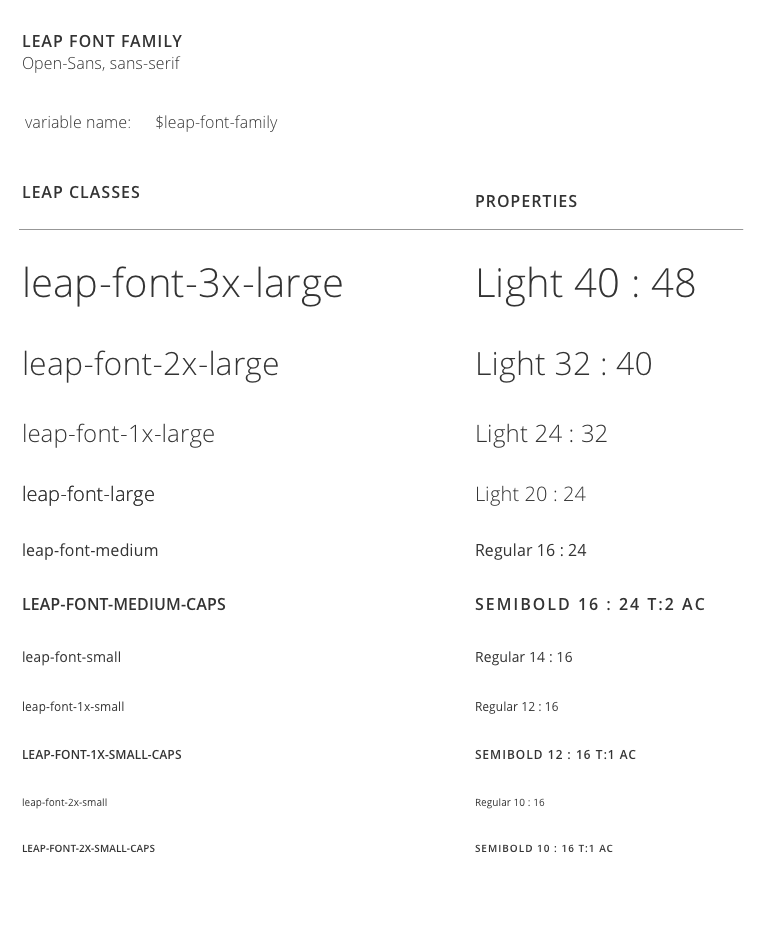 LEAP FONT FAMILY
Open-Sans, sans-serif
variable name: $leap-font-family
LEAP CLASSES PROPERTIES
leap-font-3x-large Light 40 : 48
leap-font-2x-large Light 32 : 40
leap-font-1x-large Light 24 : 32
leap-font-large Light 20 : 24
leap-font-medium Regular 16 : 24
LEAP-FONT-MEDIUM-CAPS SEMIBOLD 16 : 24 T:2 AC
leap-font-small Regular 14 : 16
leap-font-1x-small Regular 12 : 16
LEAP-FONT-1X-SMALL-CAPS SEMIBOLD 12 : 16 T:1 AC
leap-font-2x-small Regular 10 : 16
LEAP-FONT-2X-SMALL-CAPS SEMIBOLD 10 : 16 T:1 AC